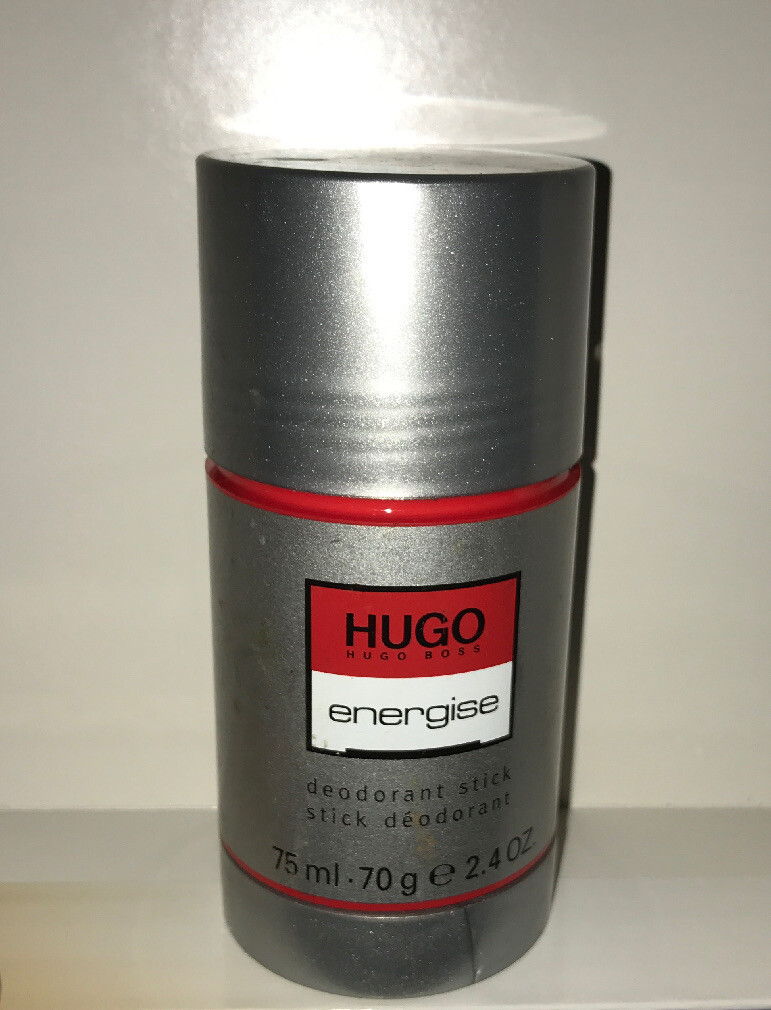 HUGO
HUGO BOSS
energise
deodorant stick
stick déodorant
75 ml · 70 g ℮ 2.4 OZ.